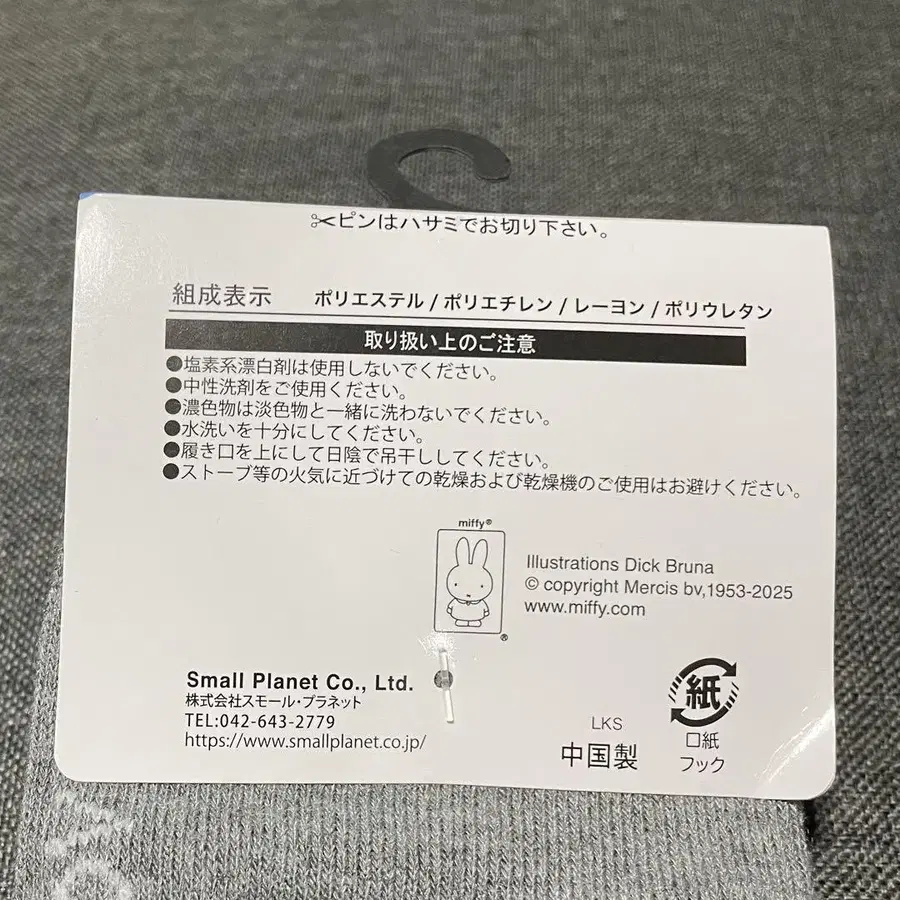 ✂ピンはハサミでお切り下さい。
組成表示 ポリエステル/ポリエチレン/レーヨン/ポリウレタン
取り扱い上のご注意
●塩素系漂白剤は使用しないでください。
●中性洗剤をご使用ください。
●濃色物は淡色物と一緒に洗わないでください。
●水洗いを十分にしてください。
●履き口を上にして日陰で吊干ししてください。
●ストーブ等の火気に近づけての乾燥および乾燥機のご使用はお避けください。
miffy®
®
Illustrations Dick Bruna
© copyright Mercis bv,1953-2025
www.miffy.com
Small Planet Co., Ltd.
株式会社スモール・プラネット
TEL:042-643-2779
https://www.smallplanet.co.jp/
LKS
中国製
紙
口紙
フック